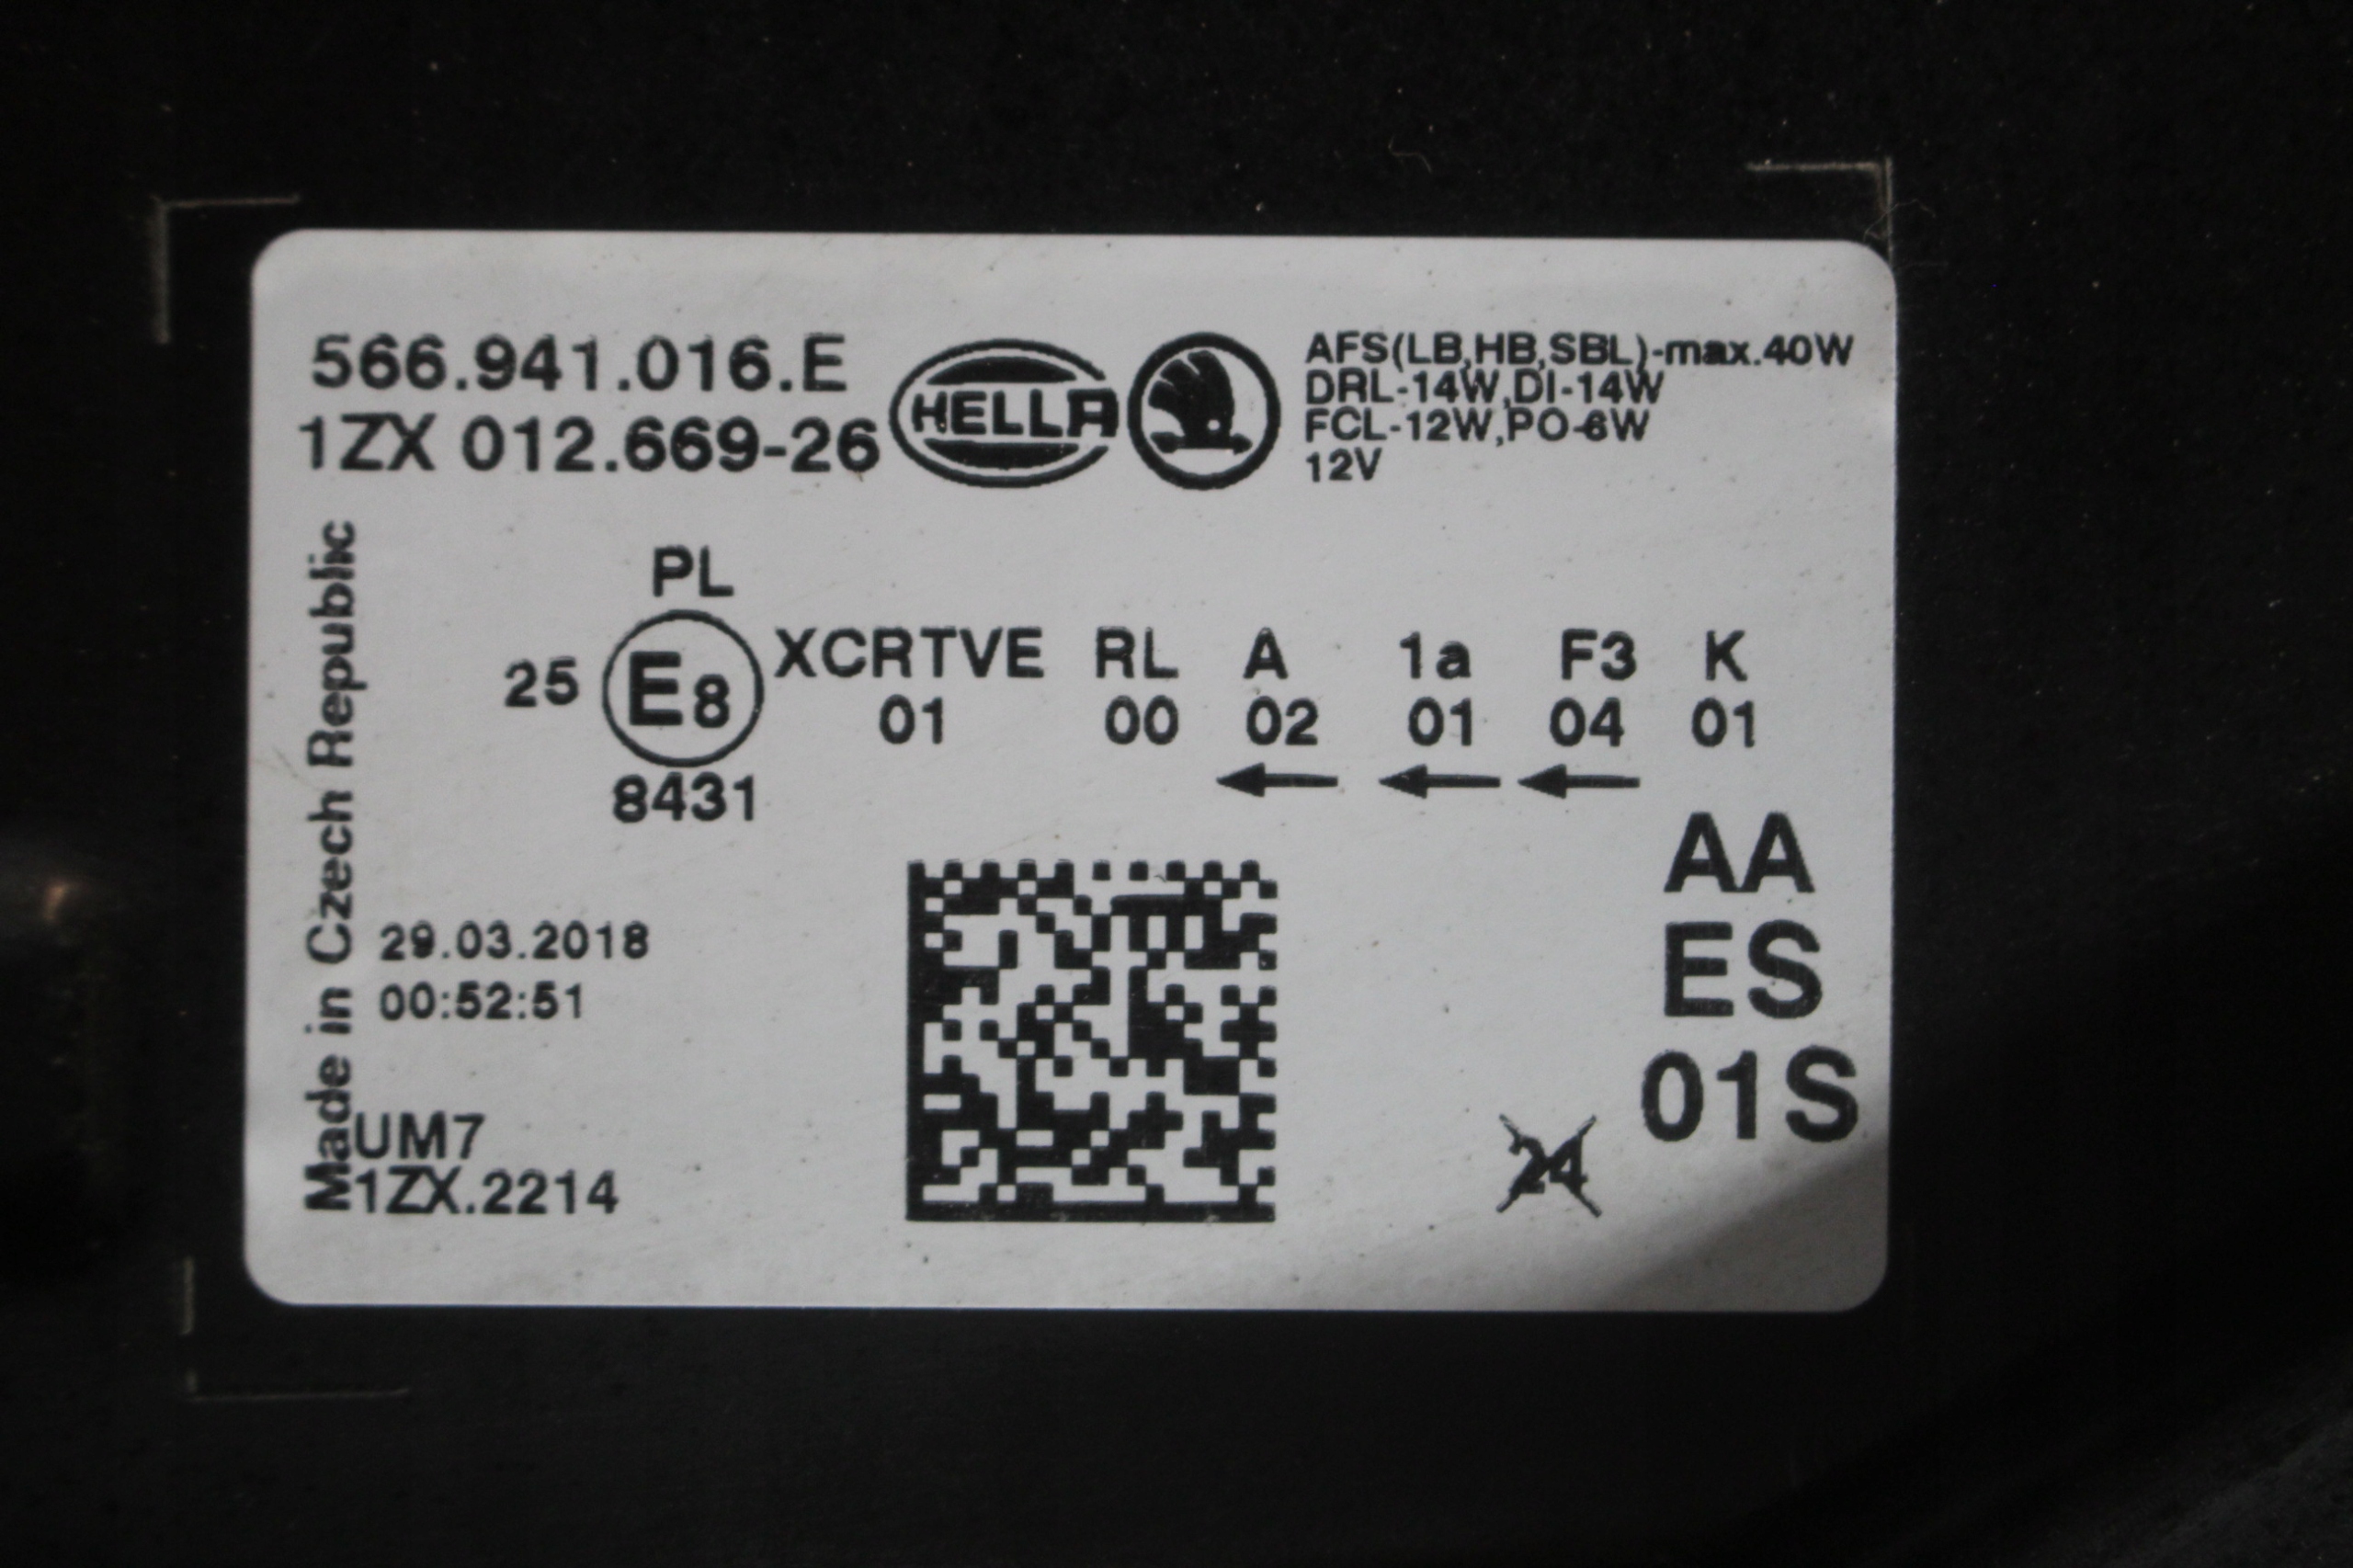 566.941.016.E
1ZX 012.669-26
HELLA
AFS(LB,HB,SBL)-max.40W
DRL-14W,DI-14W
FCL-12W,PO-6W
12V
Made in Czech Republic
PL
25 E8 XCRTVE RL A 1a F3 K
01 00 02 01 04 01
8431
AA
ES
01S
29.03.2018
00:52:51
UM7
1ZX.2214
24